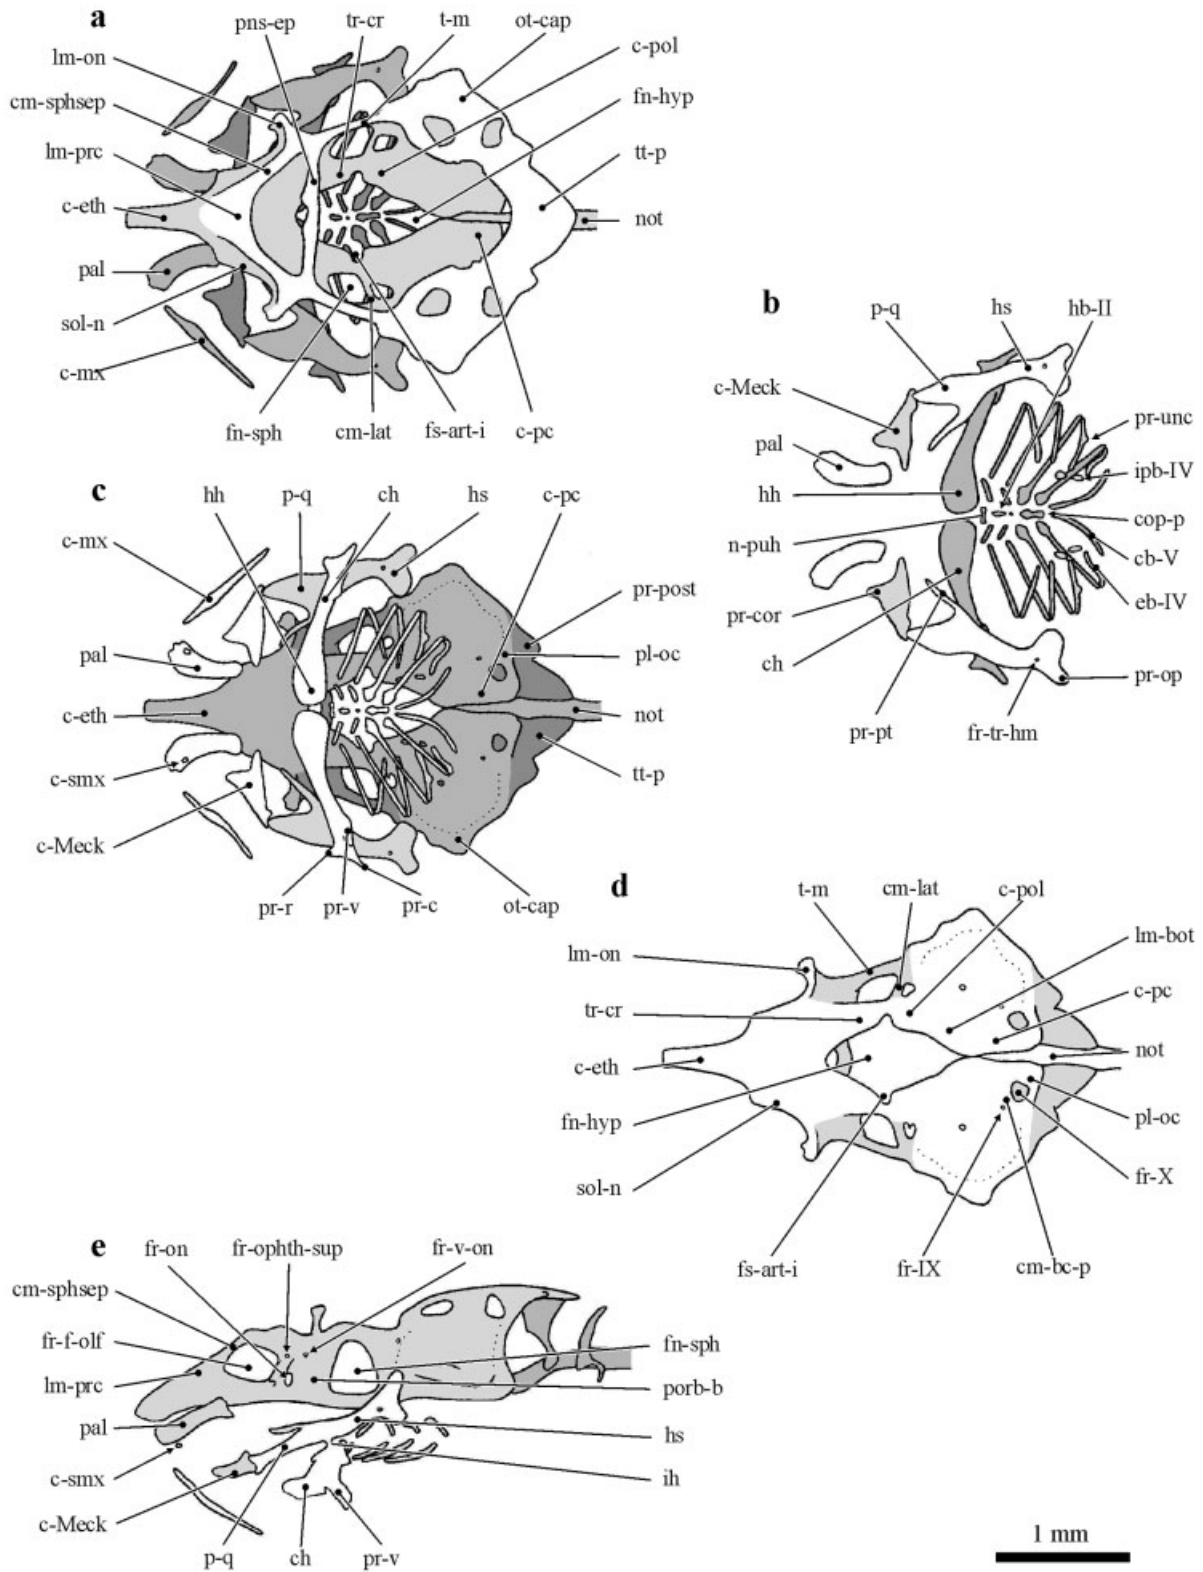 a
pns-ep tr-cr t-m ot-cap
lm-on
c-pol
cm-sphsep
fn-hyp
lm-prc
tt-p
c-eth
not
pal
sol-n
c-mx
fn-sph cm-lat fs-art-i c-pc
b
p-q hs hb-II
c-Meck
pr-unc
pal
ipb-IV
hh
cop-p
n-puh
cb-V
eb-IV
pr-cor
ch
pr-op
pr-pt fr-tr-hm
c
hh p-q ch hs c-pc
c-mx
pr-post
pal
pl-oc
c-eth
not
c-smx
tt-p
c-Meck
pr-r pr-v pr-c ot-cap
d
t-m cm-lat c-pol
lm-on
lm-bot
tr-cr
c-pc
c-eth
not
fn-hyp
pl-oc
sol-n
fr-X
fs-art-i fr-IX cm-bc-p
e
fr-on fr-ophth-sup fr-v-on
cm-sphsep
fr-f-olf
fn-sph
lm-prc
porb-b
pal
hs
c-smx
ih
c-Meck
p-q ch pr-v
1 mm